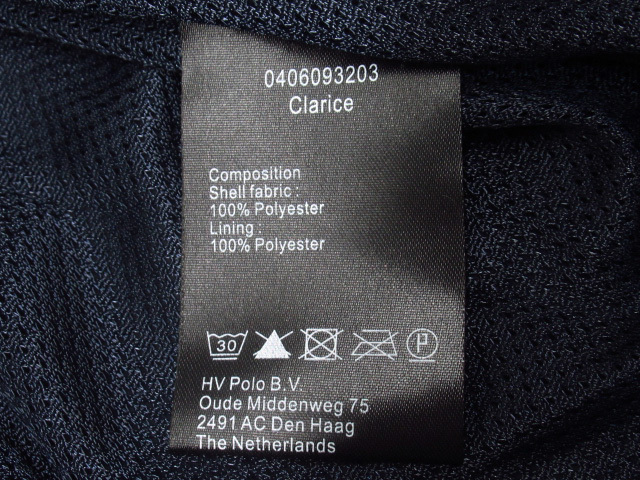 0406093203
Clarice
Composition
Shell fabric :
100% Polyester
Lining :
100% Polyester
30 P
HV Polo B.V.
Oude Middenweg 75
2491 AC Den Haag
The Netherlands